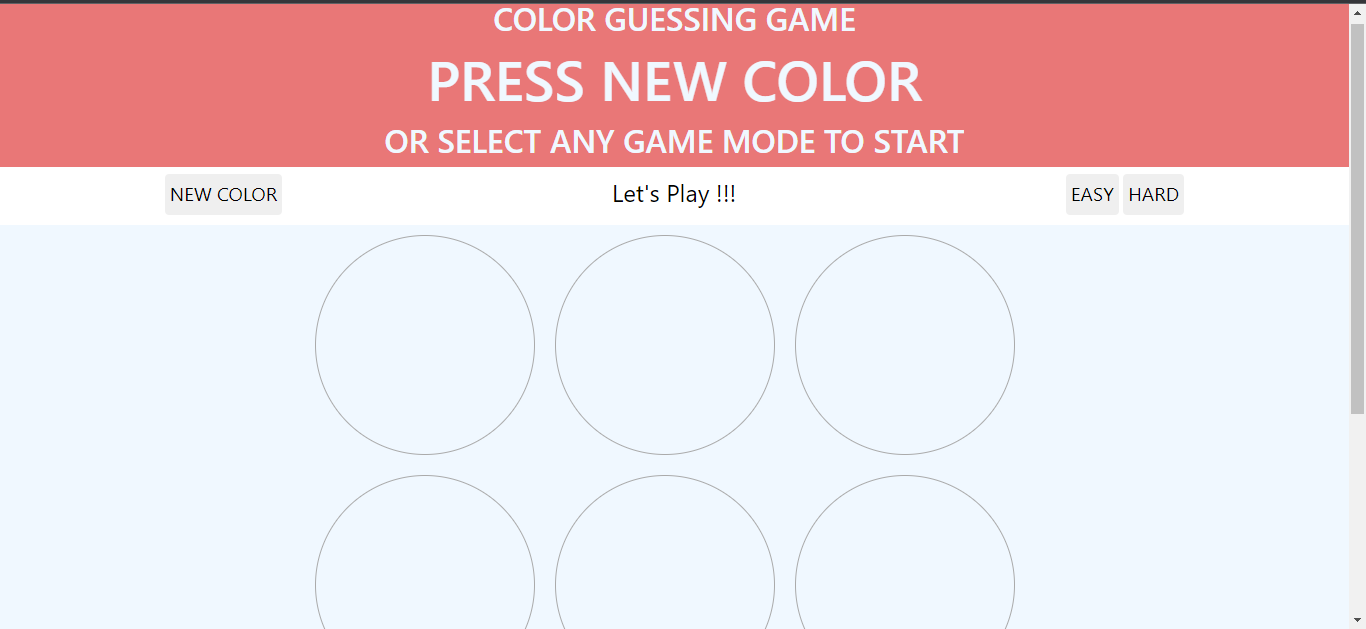 COLOR GUESSING GAME
PRESS NEW COLOR
OR SELECT ANY GAME MODE TO START
NEW COLOR Let's Play !!! EASY HARD